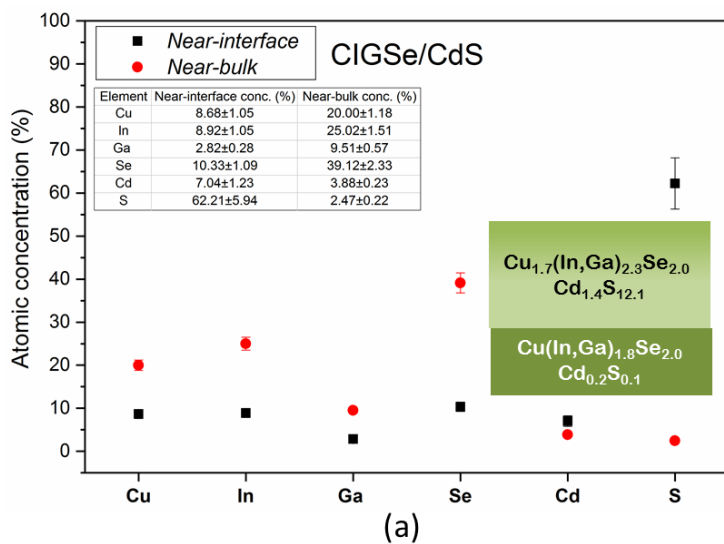 100
90
80
70
60
50
40
30
20
10
0
Atomic concentration (%)
Near-interface
Near-bulk
CIGSe/CdS
Element Near-interface conc. (%) Near-bulk conc. (%)
Cu 8.68±1.05 20.00±1.18
In 8.92±1.05 25.02±1.51
Ga 2.82±0.28 9.51±0.57
Se 10.33±1.09 39.12±2.33
Cd 7.04±1.23 3.88±0.23
S 62.21±5.94 2.47±0.22
Cu1.7(In,Ga)2.3Se2.0
Cd1.4S12.1
Cu(In,Ga)1.8Se2.0
Cd0.2S0.1
Cu In Ga Se Cd S
(a)